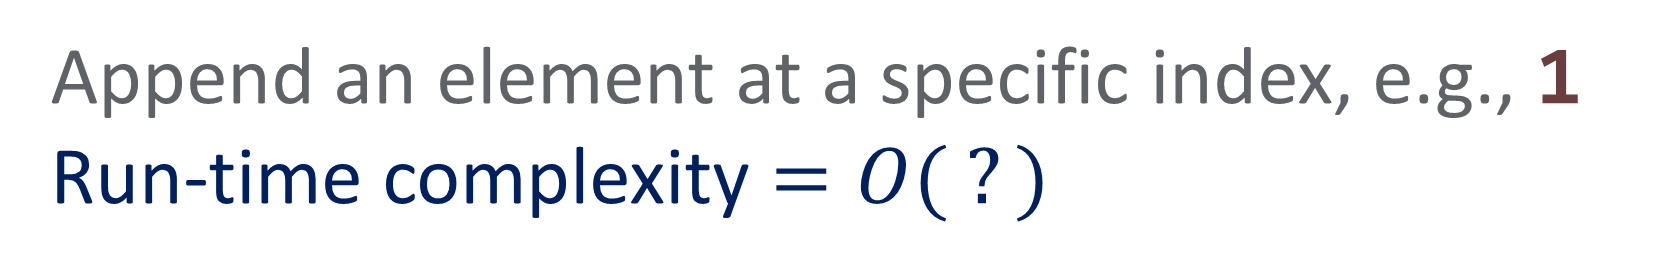 Append an element at a specific index, e.g., 1
Run-time complexity = O( ? )